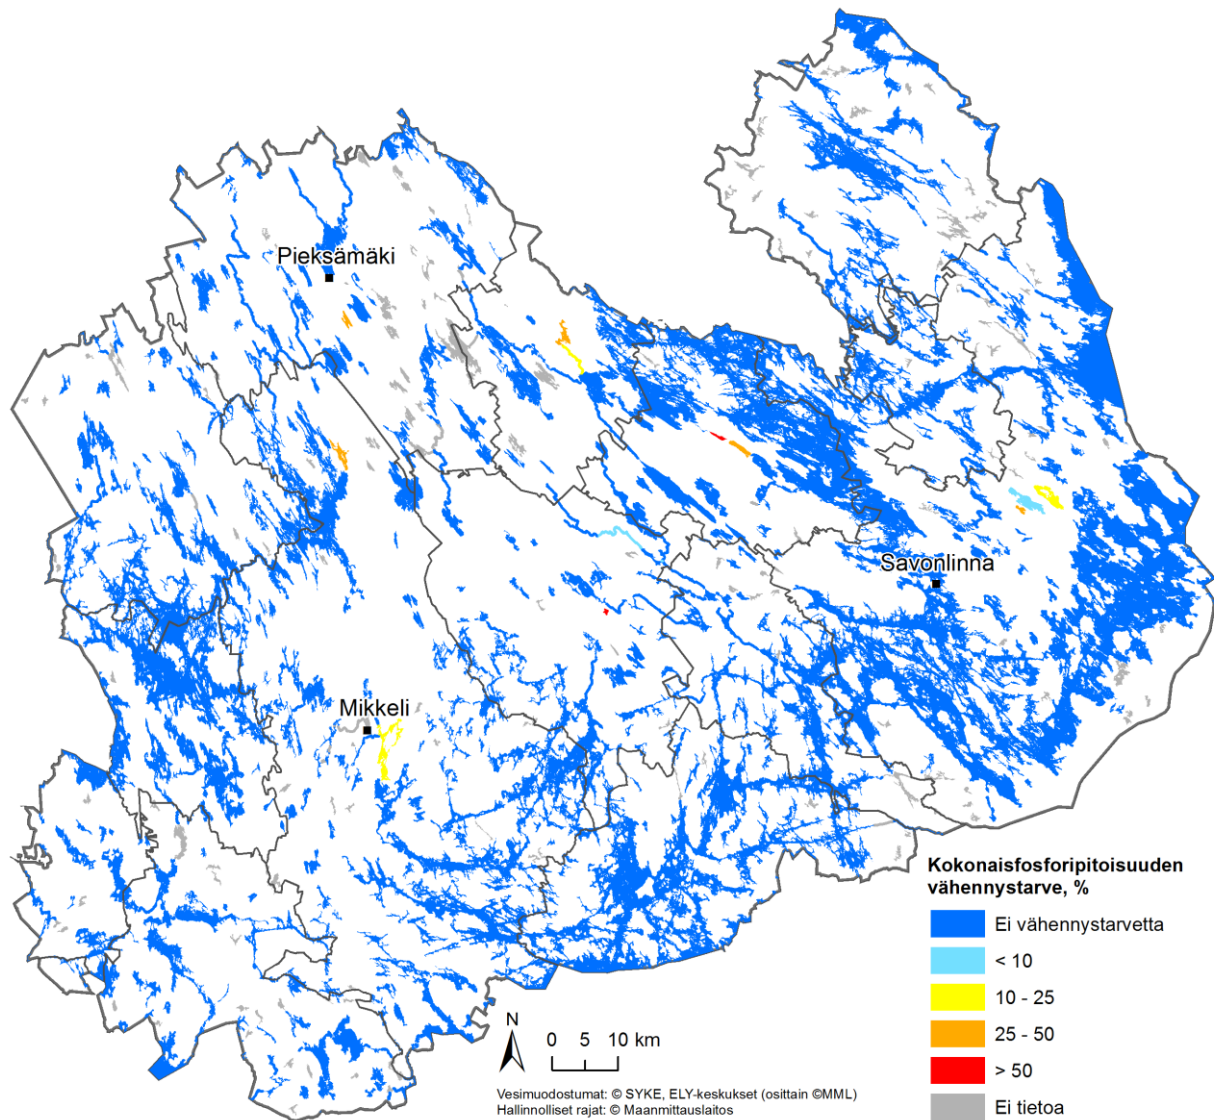 Pieksämäki
Savonlinna
Mikkeli
Kokonaisfosforipitoisuuden
vähennystarve, %
Ei vähennystarvetta
< 10
10 - 25
25 - 50
> 50
Ei tietoa
N
0 5 10 km
Vesimuodostumat: © SYKE, ELY-keskukset (osittain ©MML)
Hallinnolliset rajat: © Maanmittauslaitos